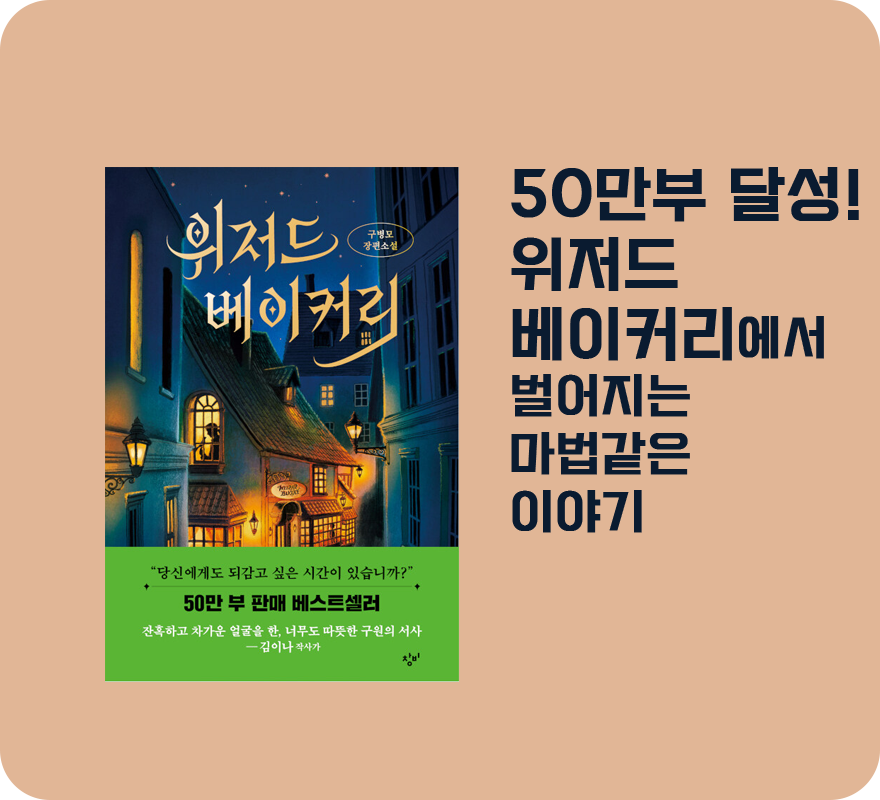 위저드
베이커리
구병모
장편소설
“당신에게도 되감고 싶은 시간이 있습니까?”
50만 부 판매 베스트셀러
잔혹하고 차가운 얼굴을 한, 너무도 따뜻한 구원의 서사
— 김이나 작사가
창비
50만부 달성!
위저드
베이커리에서
벌어지는
마법같은
이야기